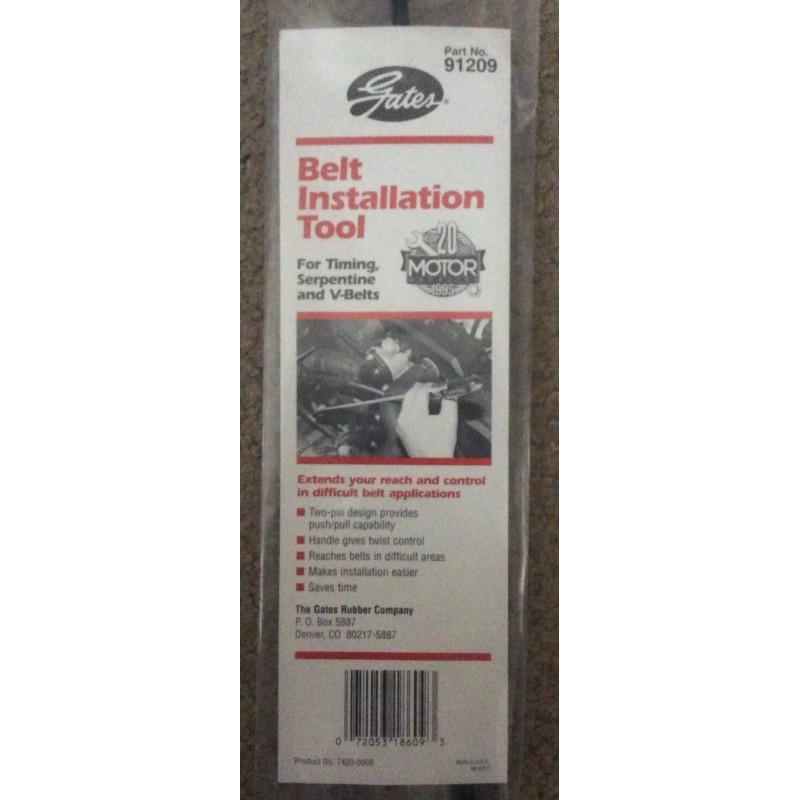 Part No.
91209
Gates
Belt
Installation
Tool
For Timing,
Serpentine
and V-Belts
20
MOTOR
1995
Extends your reach and control
in difficult belt applications
Two-pin design provides
push/pull capability
Handle gives twist control
Reaches belts in difficult areas
Makes installation easier
Saves time
The Gates Rubber Company
P. O. Box 5887
Denver, CO 80217-5887
0 72053 18609 3
Product No. 7420-0609